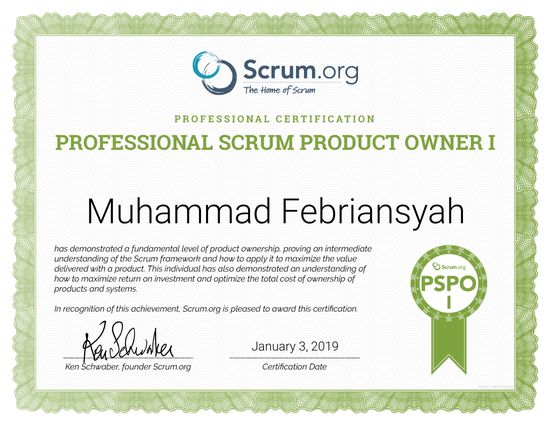 Scrum.org
The Home of Scrum
PROFESSIONAL CERTIFICATION
PROFESSIONAL SCRUM PRODUCT OWNER I
Muhammad Febriansyah
has demonstrated a fundamental level of product ownership, proving an intermediate
understanding of the Scrum framework and how to apply it to maximize the value
delivered with a product. This individual has also demonstrated an understanding of
how to maximize return on investment and optimize the total cost of ownership of
products and systems.
In recognition of this achievement, Scrum.org is pleased to award this certification.
Scrum.org
PSPO
I
Ken Schwaber
January 3, 2019
Ken Schwaber, founder Scrum.org
Certification Date